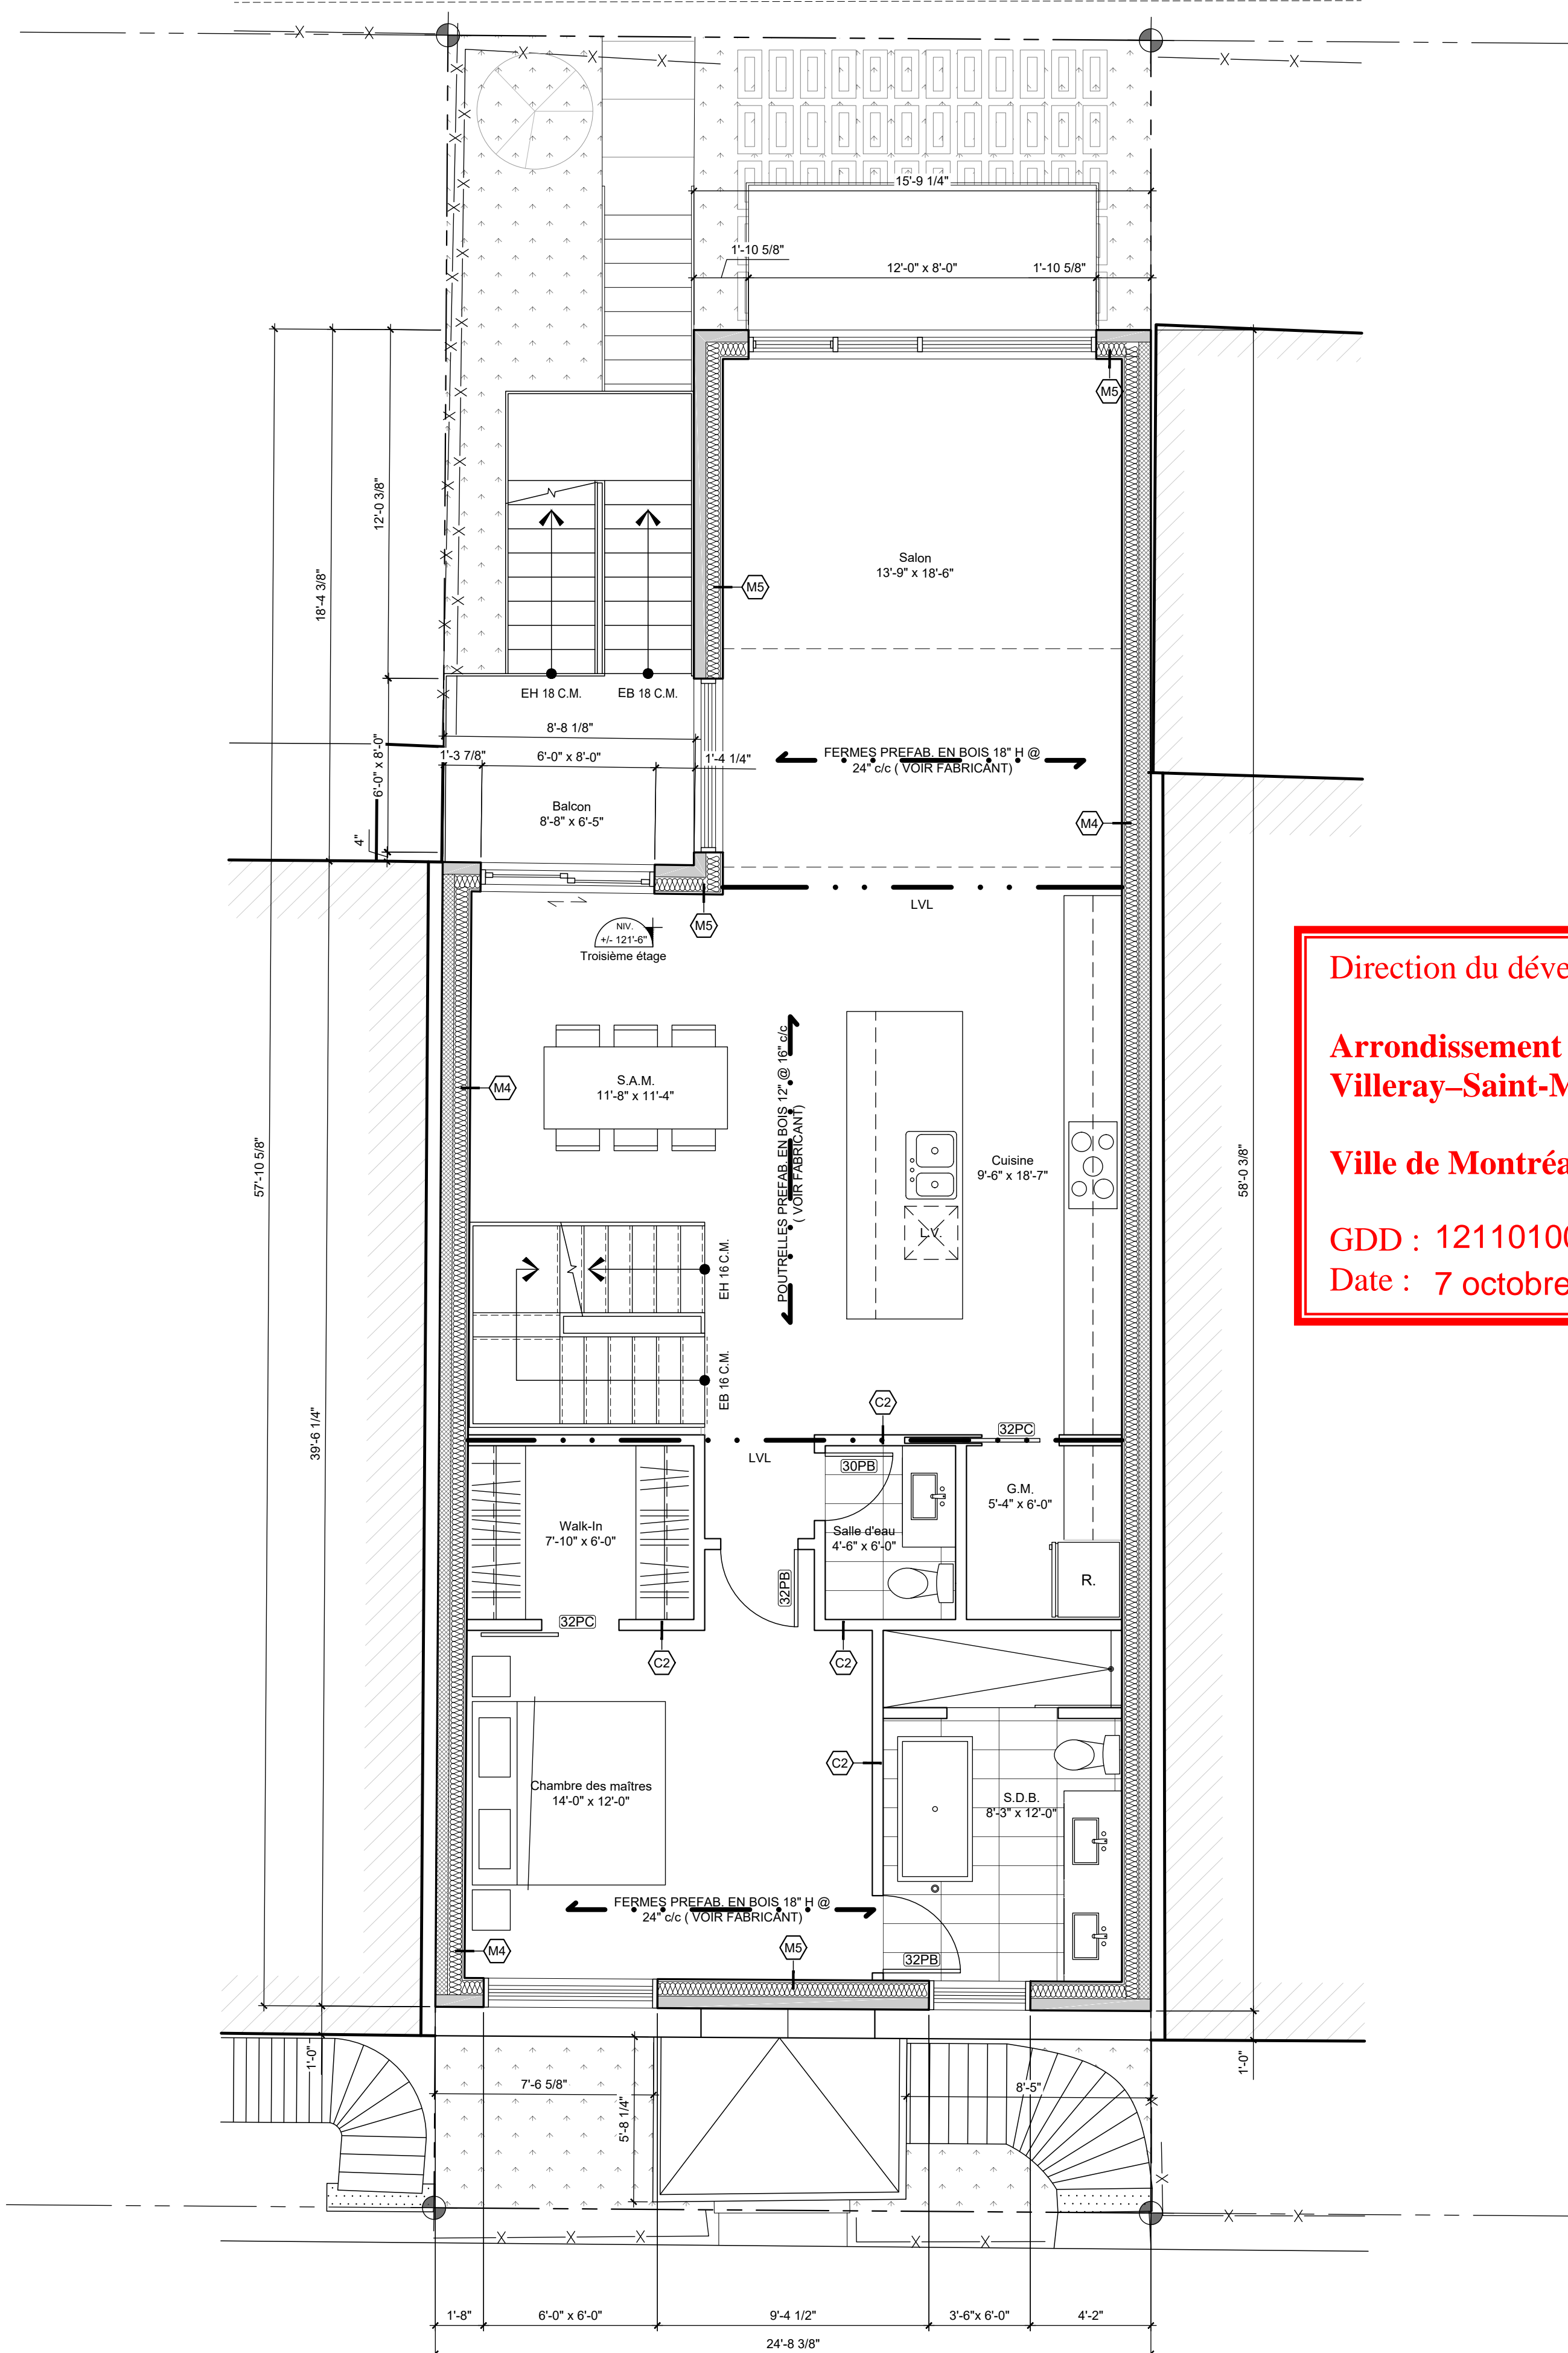 15'-9 1/4"
1'-10 5/8"
12'-0" x 8'-0"
1'-10 5/8"
M5
12'-0 3/8"
18'-4 3/8"
Salon
13'-9" x 18'-6"
M5
EH 18 C.M.
EB 18 C.M.
8'-8 1/8"
1'-3 7/8"
6'-0" x 8'-0"
1'-4 1/4"
6'-0" x 8'-0"
FERMES PREFAB. EN BOIS 18" H @
24" c/c ( VOIR FABRICANT)
Balcon
8'-8" x 6'-5"
4"
M4
LVL
M5
NIV.
+/- 121'-6"
Troisième étage
Direction du déve
Arrondissement
Villeray–Saint-M
Ville de Montréa
GDD : 12110100
Date : 7 octobre
S.A.M.
11'-8" x 11'-4"
M4
POUTRELLES PREFAB. EN BOIS 12" @ 16" c/c
( VOIR FABRICANT)
Cuisine
9'-6" x 18'-7"
L.V.
57'-10 5/8"
58'-0 3/8"
EH 16 C.M.
EB 16 C.M.
39'-6 1/4"
C2
32PC
LVL
30PB
G.M.
5'-4" x 6'-0"
Walk-In
7'-10" x 6'-0"
Salle d'eau
4'-6" x 6'-0"
R.
32PB
32PC
C2
C2
C2
Chambre des maîtres
14'-0" x 12'-0"
S.D.B.
8'-3" x 12'-0"
FERMES PREFAB. EN BOIS 18" H @
24" c/c ( VOIR FABRICANT)
M4
M5
32PB
1'-0"
1'-0"
7'-6 5/8"
5'-8 1/4"
8'-5"
1'-8"
6'-0" x 6'-0"
9'-4 1/2"
3'-6"x 6'-0"
4'-2"
24'-8 3/8"